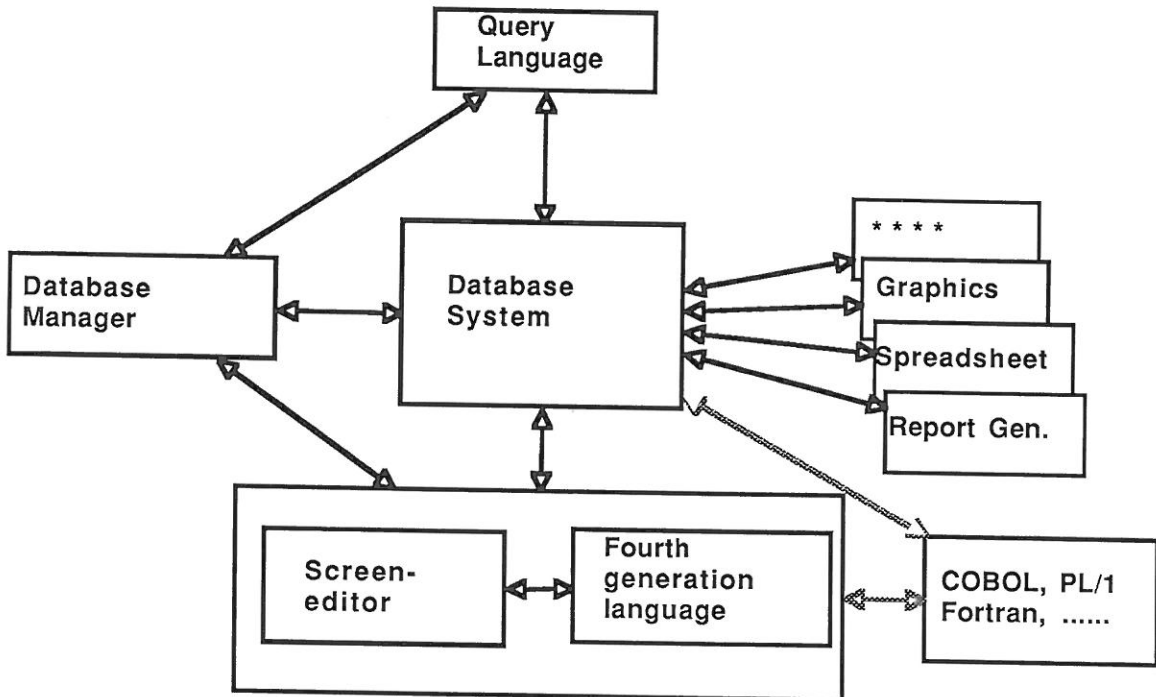 Query
Language
* * * *
Database
Manager
Database
System
Graphics
Spreadsheet
Report Gen.
Screen-
editor
Fourth
generation
language
COBOL, PL/1
Fortran, ......